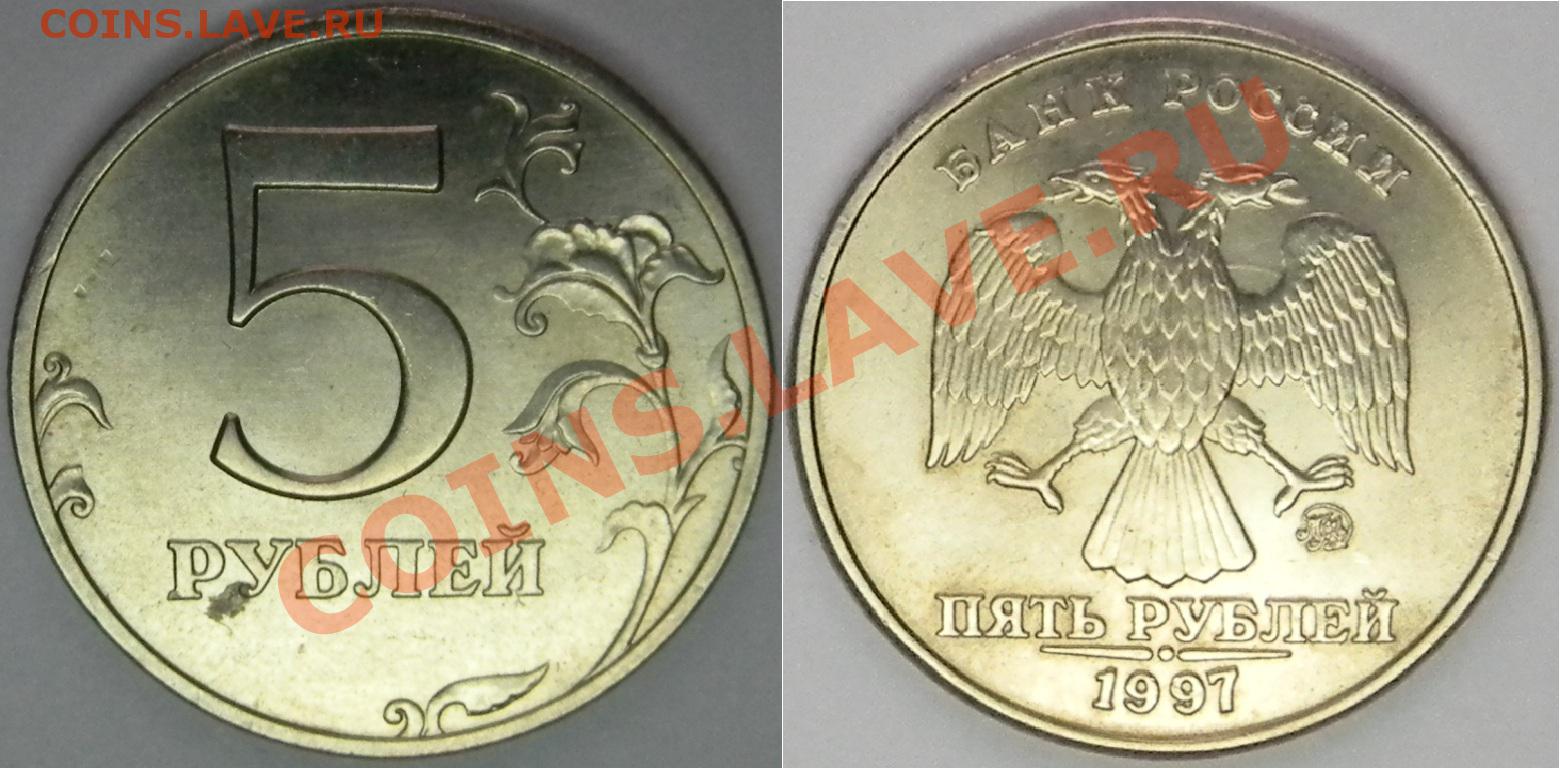 COINS.LAVE.RU
5
РУБЛЕЙ
БАНК РОССИИ
ПЯТЬ РУБЛЕЙ
1997
COINS.LAVE.RU